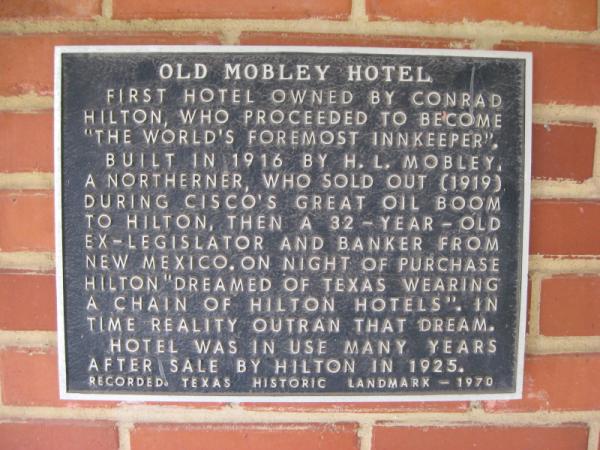 OLD MOBLEY HOTEL
FIRST HOTEL OWNED BY CONRAD
HILTON, WHO PROCEEDED TO BECOME
"THE WORLD'S FOREMOST INNKEEPER".
BUILT IN 1916 BY H. L. MOBLEY,
A NORTHERNER, WHO SOLD OUT (1919)
DURING CISCO'S GREAT OIL BOOM
TO HILTON, THEN A 32-YEAR-OLD
EX-LEGISLATOR AND BANKER FROM
NEW MEXICO. ON NIGHT OF PURCHASE
HILTON "DREAMED OF TEXAS WEARING
A CHAIN OF HILTON HOTELS". IN
TIME REALITY OUTRAN THAT DREAM.
HOTEL WAS IN USE MANY YEARS
AFTER SALE BY HILTON IN 1925.
RECORDED TEXAS HISTORIC LANDMARK - 1970